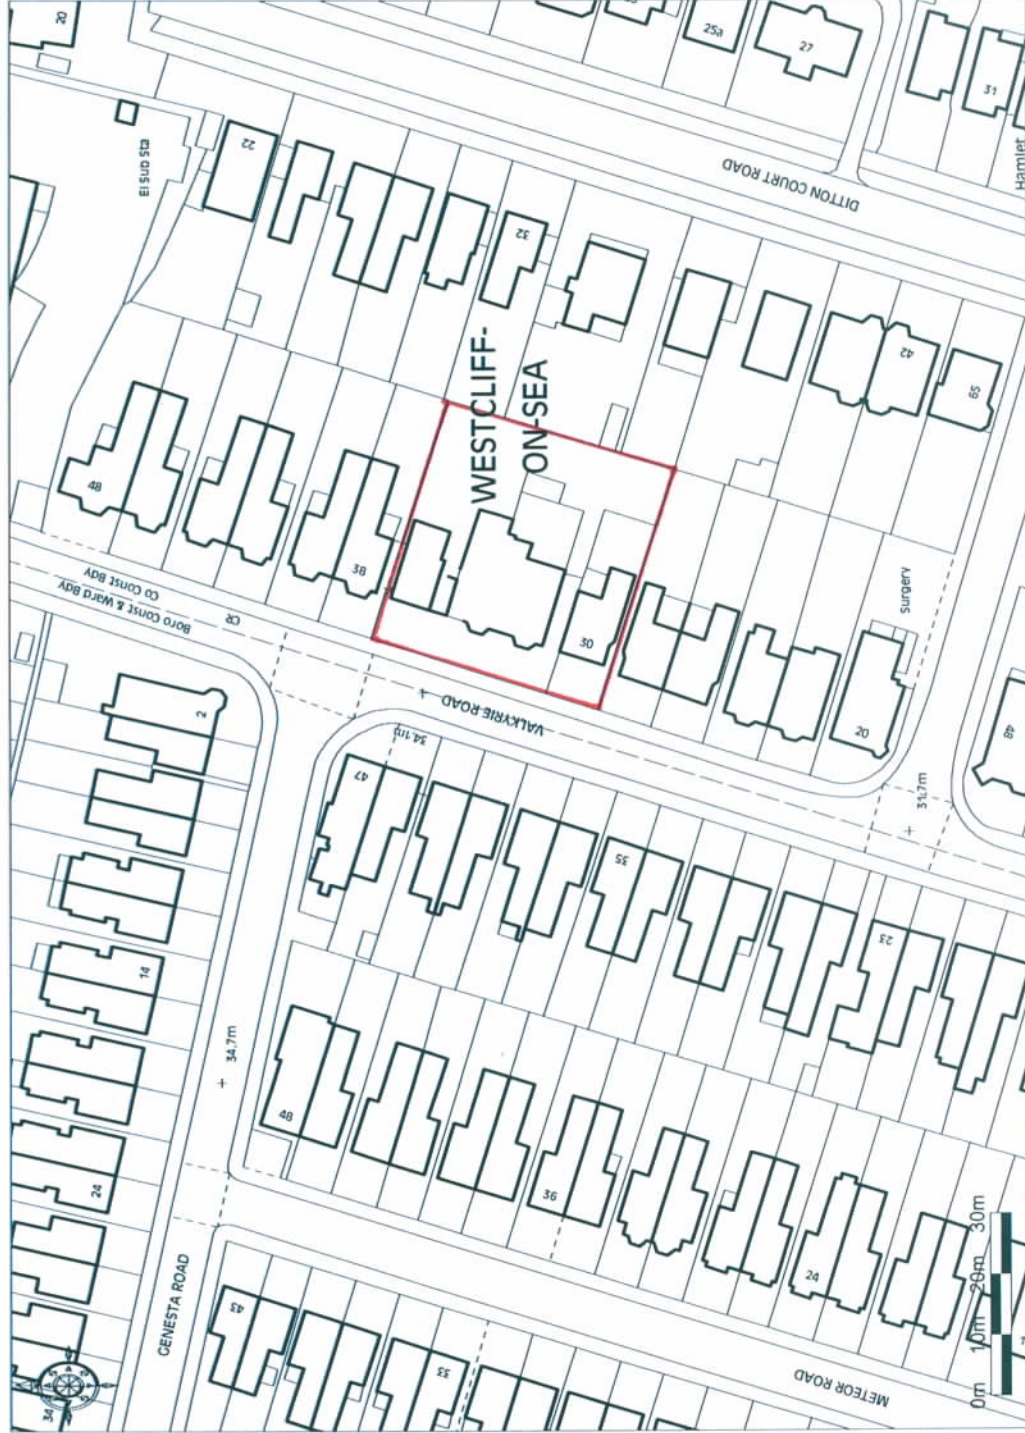 20
25a
27
31
El Sub Sta
22
Hamlet
DITTON COURT ROAD
32
WESTCLIFF-
ON-SEA
42
65
48
38
Co Const Bdy
Boro Const & Ward Bdy
CR
30
Surgery
VALKYRIE ROAD
20
48
2
34.1m
31.7m
47
35
23
14
34.7m
48
24
36
24
GENESTA ROAD
43
33
METEOR ROAD
34
0m 10m 20m 30m